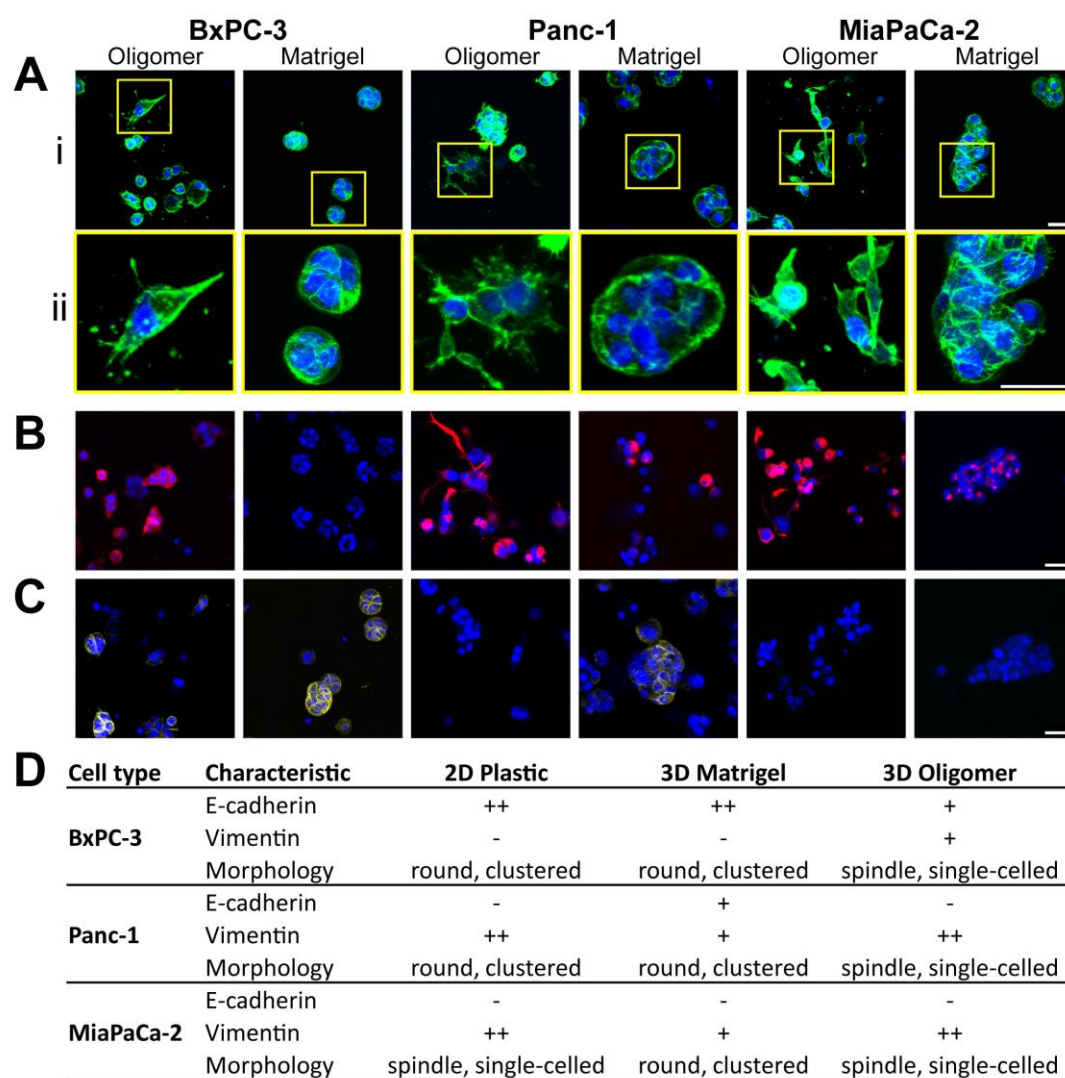 BxPC-3 Panc-1 MiaPaCa-2
Oligomer Matrigel Oligomer Matrigel Oligomer Matrigel
A
i
ii
B
C
D Cell type Characteristic 2D Plastic 3D Matrigel 3D Oligomer
E-cadherin ++ ++ +
BxPC-3 Vimentin - - +
Morphology round, clustered round, clustered spindle, single-celled
E-cadherin - + -
Panc-1 Vimentin ++ + ++
Morphology round, clustered round, clustered spindle, single-celled
E-cadherin - - -
MiaPaCa-2 Vimentin ++ + ++
Morphology spindle, single-celled round, clustered spindle, single-celled